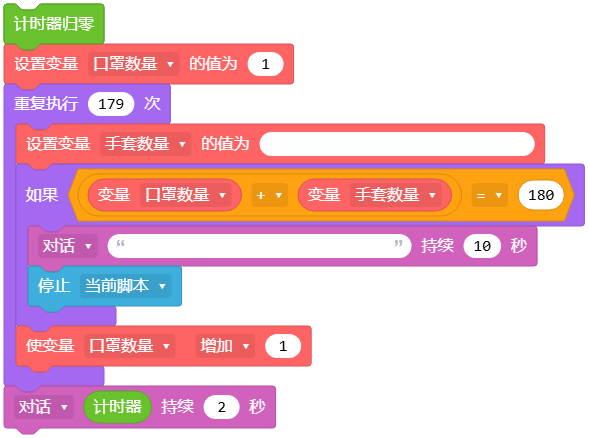 计时器归零
设置变量 口罩数量 的值为 1
重复执行 179 次
设置变量 手套数量 的值为
如果 变量 口罩数量 + 变量 手套数量 = 180
对话 “ ” 持续 10 秒
停止 当前脚本
使变量 口罩数量 增加 1
对话 计时器 持续 2 秒